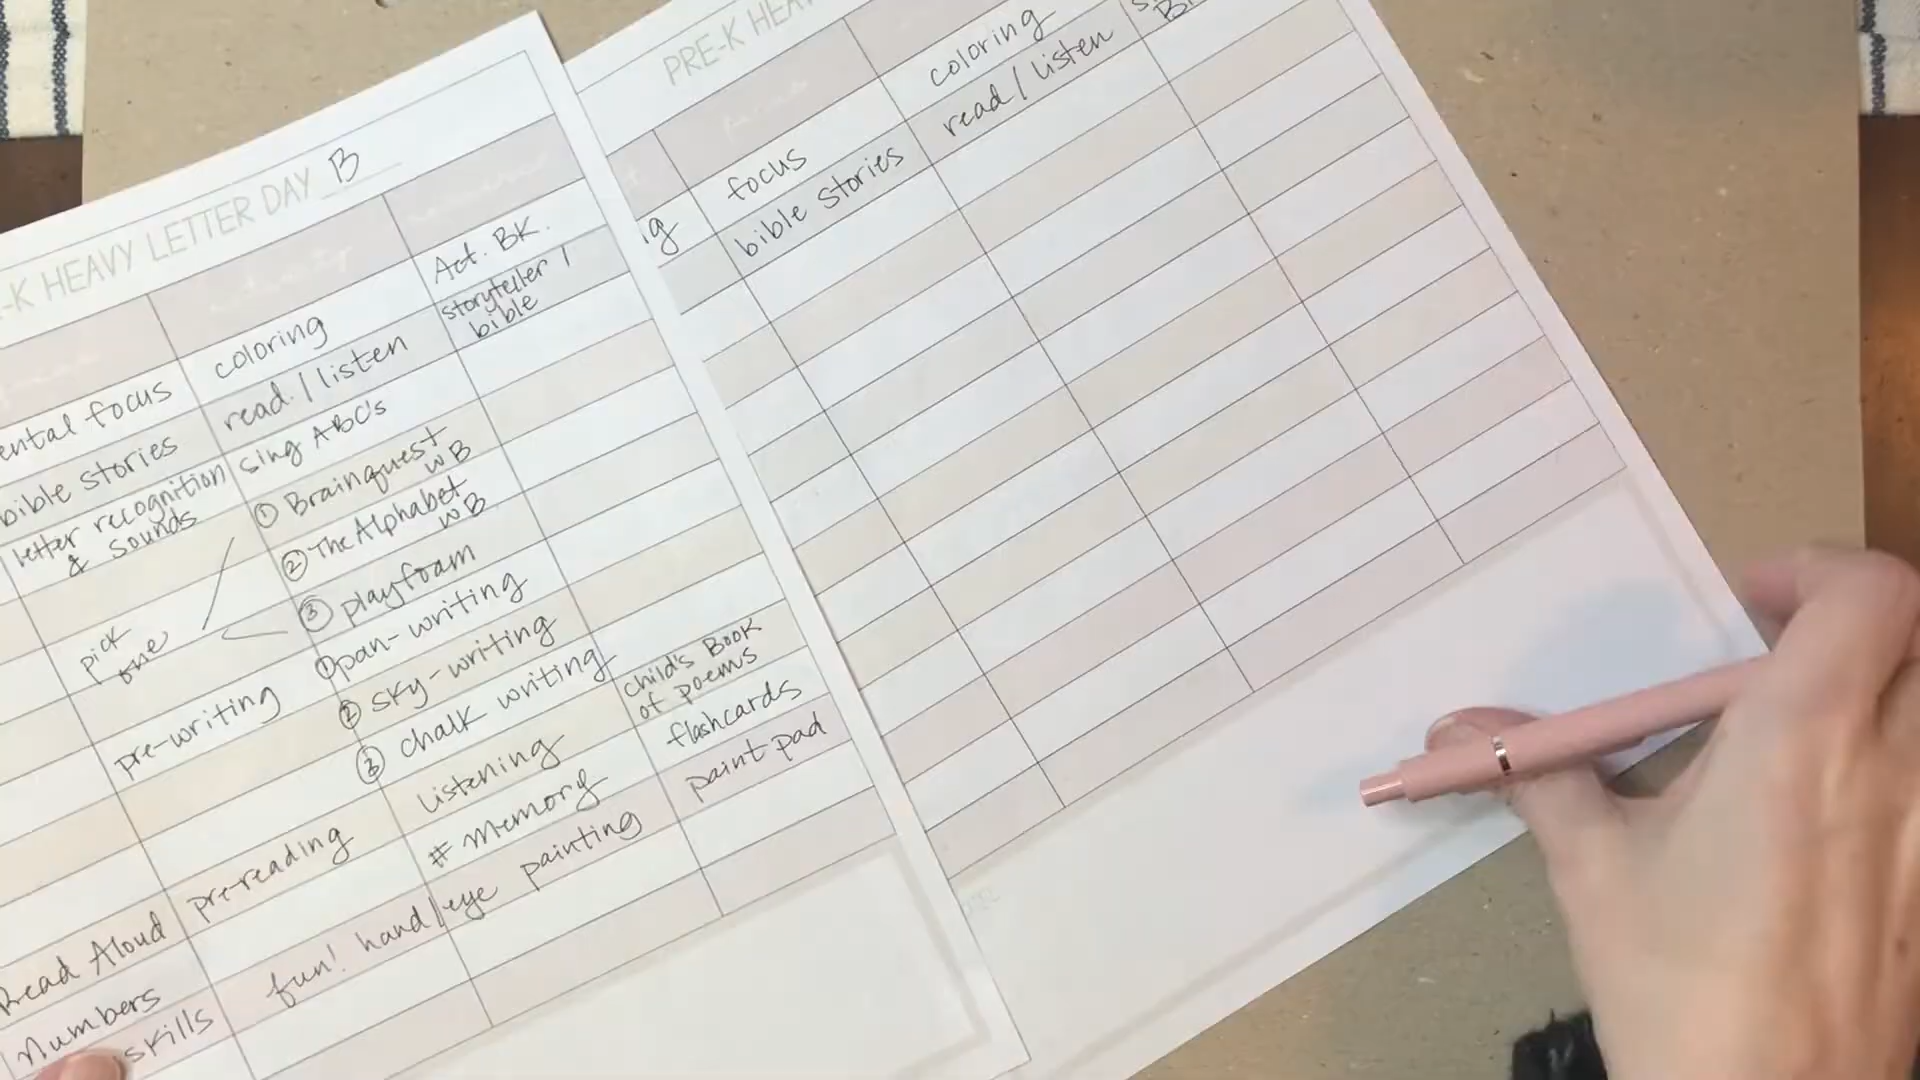 -K HEAVY LETTER DAY B
ental focus
coloring
Act. BK.
bible stories
read / listen
storyteller /
bible
letter recognition
& sounds
sing ABC's
pick
one
① Brainquest
WB
② The Alphabet
WB
③ playfoam
pre-writing
① pan-writing
② sky-writing
③ chalk writing
Read Aloud
pre-reading
listening
child's Book
of poems
Numbers
# memory
flashcards
skills
fun! hand/eye
painting
paint pad
PRE-K HEAV
ig
focus
coloring
bible stories
read / listen